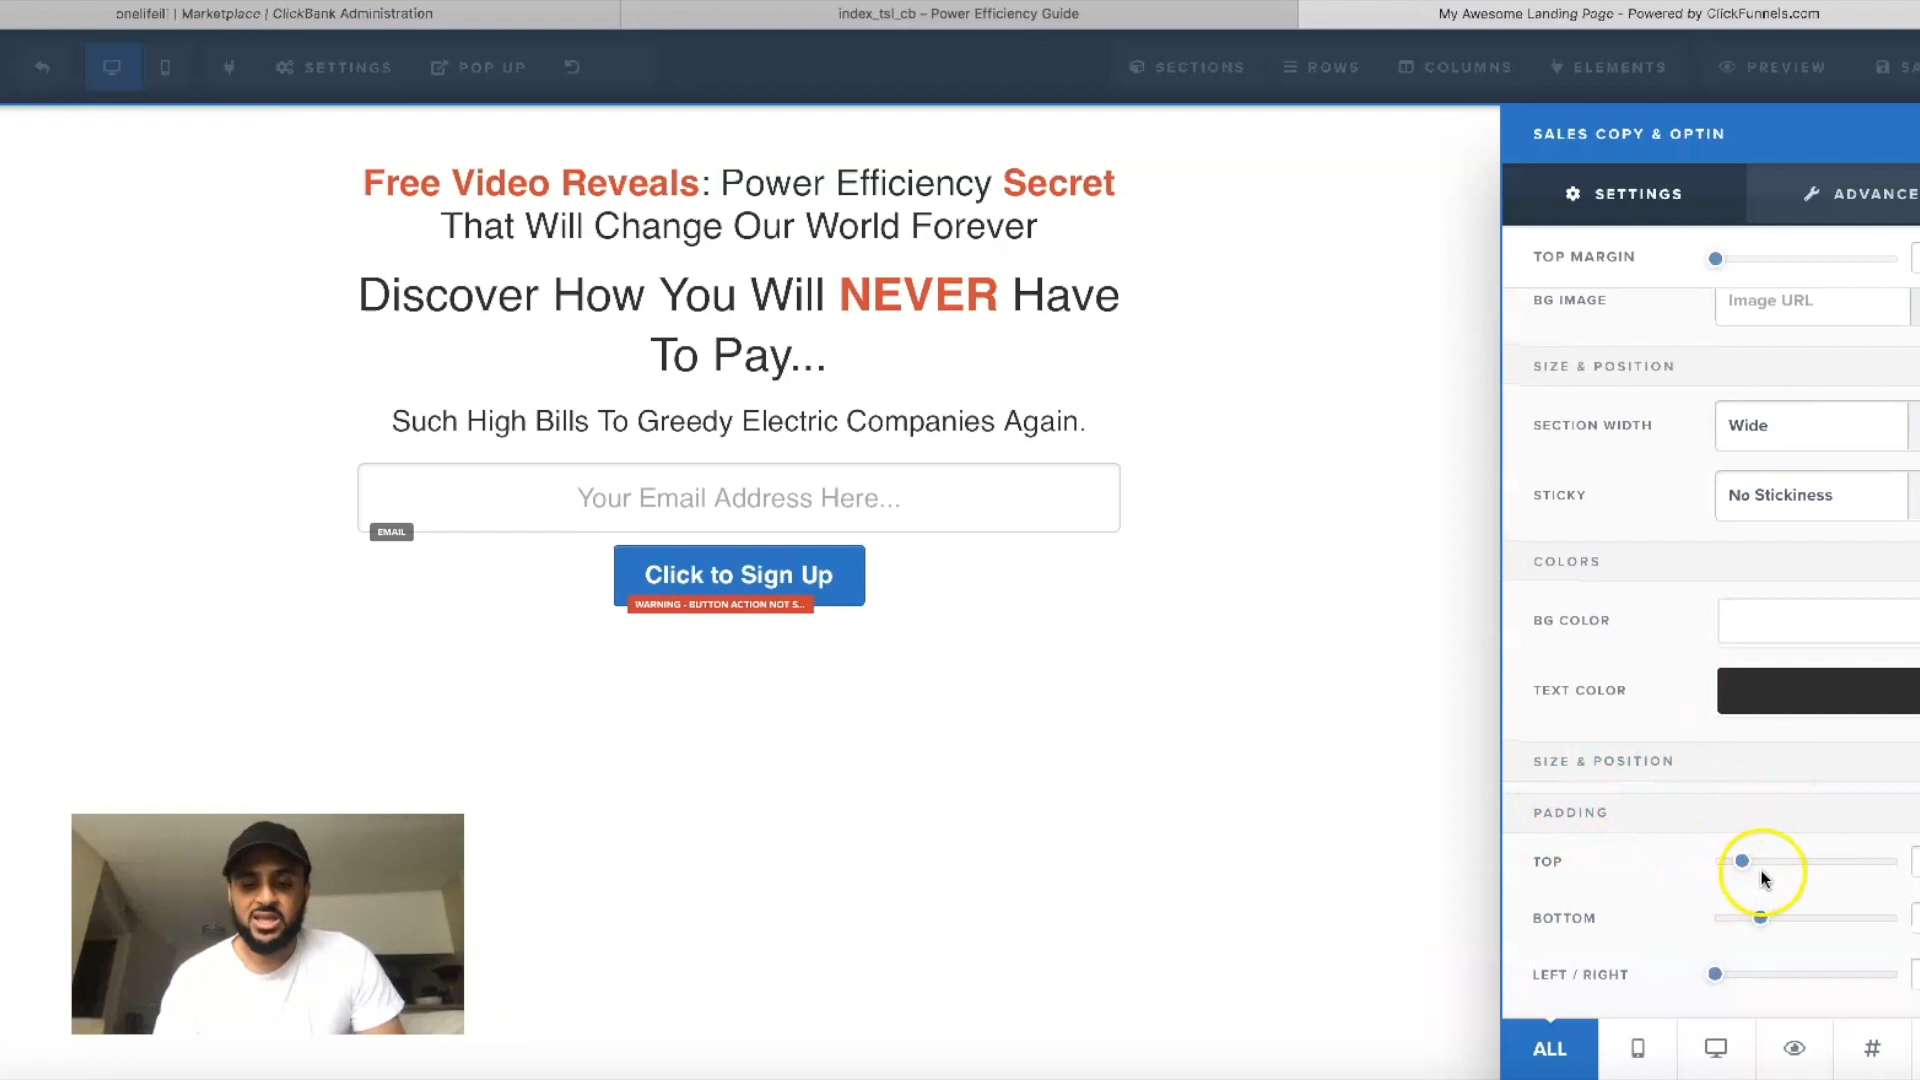 onelifeili | Marketplace | ClickBank Administration
index_tsl_cb – Power Efficiency Guide
My Awesome Landing Page - Powered by ClickFunnels.com
SETTINGS
POP UP
SECTIONS
ROWS
COLUMNS
ELEMENTS
PREVIEW
SA
Free Video Reveals: Power Efficiency Secret
That Will Change Our World Forever
Discover How You Will NEVER Have
To Pay...
Such High Bills To Greedy Electric Companies Again.
Your Email Address Here...
EMAIL
Click to Sign Up
WARNING - BUTTON ACTION NOT S...
SALES COPY & OPTIN
SETTINGS
ADVANCE
TOP MARGIN
BG IMAGE
Image URL
SIZE & POSITION
SECTION WIDTH
Wide
STICKY
No Stickiness
COLORS
BG COLOR
TEXT COLOR
SIZE & POSITION
PADDING
TOP
BOTTOM
LEFT / RIGHT
ALL
#